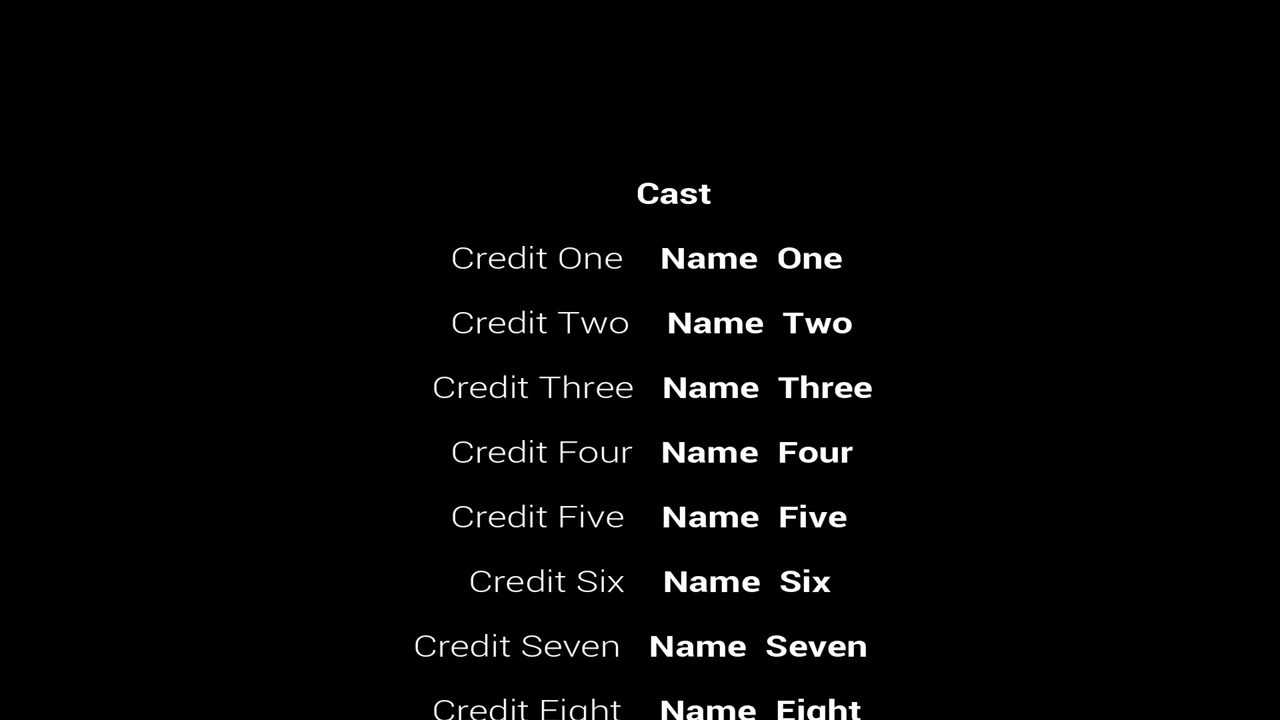 Cast
Credit One Name One
Credit Two Name Two
Credit Three Name Three
Credit Four Name Four
Credit Five Name Five
Credit Six Name Six
Credit Seven Name Seven
Credit Eight Name Eight